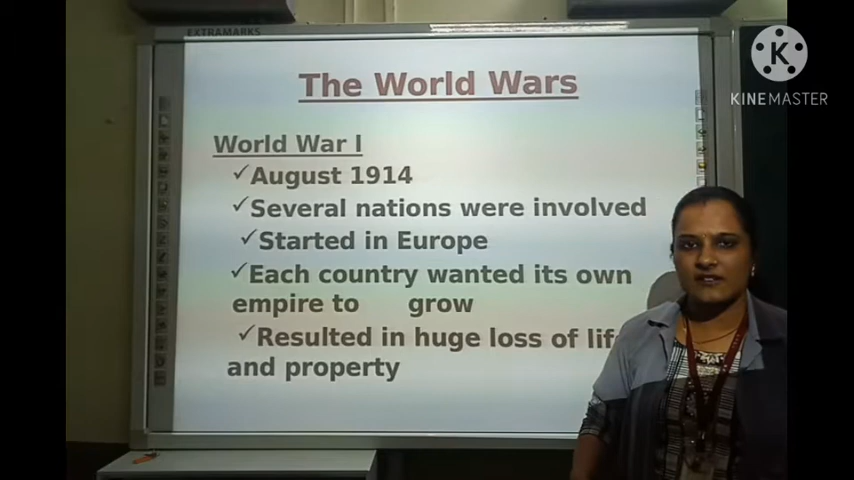 EXTRAMARKS
The World Wars
World War I
✓August 1914
✓Several nations were involved
✓Started in Europe
✓Each country wanted its own
empire to grow
✓Resulted in huge loss of lif
and property
K
KINEMASTER